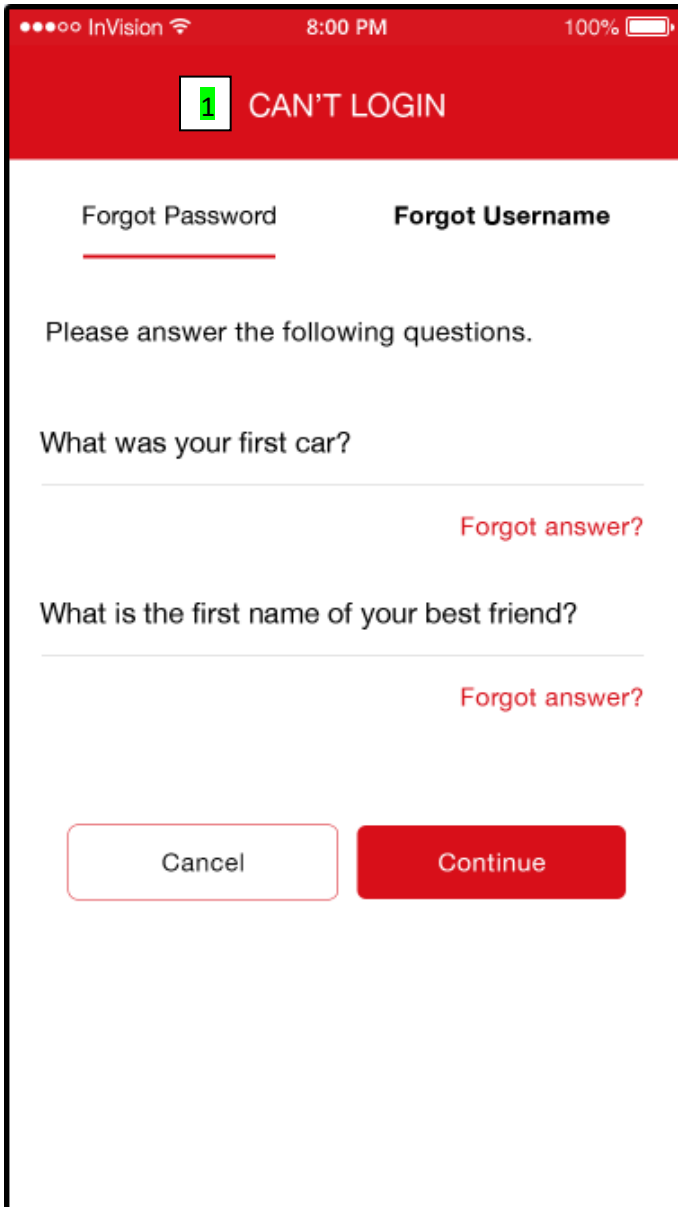 InVision 8:00 PM 100%
1 CAN'T LOGIN
Forgot Password Forgot Username
Please answer the following questions.
What was your first car?
Forgot answer?
What is the first name of your best friend?
Forgot answer?
Cancel Continue